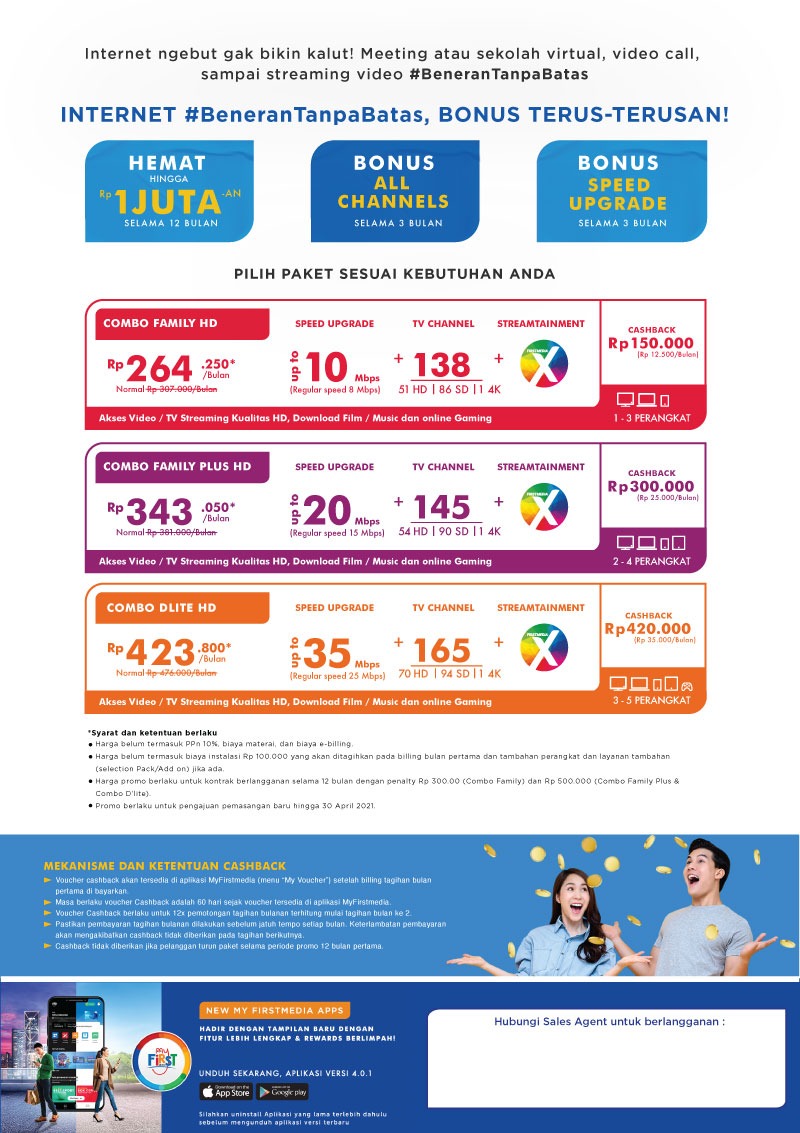 Internet ngebut gak bikin kalut! Meeting atau sekolah virtual, video call,
sampai streaming video #BeneranTanpaBatas
INTERNET #BeneranTanpaBatas, BONUS TERUS-TERUSAN!
HEMAT
HINGGA
Rp 1JUTA-AN
SELAMA 12 BULAN
BONUS
ALL
CHANNELS
SELAMA 3 BULAN
BONUS
SPEED
UPGRADE
SELAMA 3 BULAN
PILIH PAKET SESUAI KEBUTUHAN ANDA
COMBO FAMILY HD
Rp 264.250*
/Bulan
Normal Rp 307.000/Bulan
SPEED UPGRADE
up to 10 Mbps
(Regular speed 8 Mbps)
+
TV CHANNEL
138
51 HD | 86 SD | 1 4K
+
STREAMTAINMENT
FIRSTMEDIA
X
CASHBACK
Rp150.000
(Rp 12.500/Bulan)
1 - 3 PERANGKAT
Akses Video / TV Streaming Kualitas HD, Download Film / Music dan online Gaming
COMBO FAMILY PLUS HD
Rp 343.050*
/Bulan
Normal Rp 381.000/Bulan
SPEED UPGRADE
up to 20 Mbps
(Regular speed 15 Mbps)
+
TV CHANNEL
145
54 HD | 90 SD | 1 4K
+
STREAMTAINMENT
FIRSTMEDIA
X
CASHBACK
Rp300.000
(Rp 25.000/Bulan)
2 - 4 PERANGKAT
Akses Video / TV Streaming Kualitas HD, Download Film / Music dan online Gaming
COMBO DLITE HD
Rp 423.800*
/Bulan
Normal Rp 476.000/Bulan
SPEED UPGRADE
up to 35 Mbps
(Regular speed 25 Mbps)
+
TV CHANNEL
165
70 HD | 94 SD | 1 4K
+
STREAMTAINMENT
FIRSTMEDIA
X
CASHBACK
Rp420.000
(Rp 35.000/Bulan)
3 - 5 PERANGKAT
Akses Video / TV Streaming Kualitas HD, Download Film / Music dan online Gaming
*Syarat dan ketentuan berlaku
● Harga belum termasuk PPn 10%, biaya materai, dan biaya e-billing.
● Harga belum termasuk biaya instalasi Rp 100.000 yang akan ditagihkan pada billing bulan pertama dan tambahan perangkat dan layanan tambahan
(selection Pack/Add on) jika ada.
● Harga promo berlaku untuk kontrak berlangganan selama 12 bulan dengan penalty Rp 300.00 (Combo Family) dan Rp 500.000 (Combo Family Plus &
Combo D'lite).
● Promo berlaku untuk pengajuan pemasangan baru hingga 30 April 2021.
MEKANISME DAN KETENTUAN CASHBACK
► Voucher cashback akan tersedia di aplikasi MyFirstmedia (menu “My Voucher”) setelah billing tagihan bulan
pertama di bayarkan.
► Masa berlaku voucher Cashback adalah 60 hari sejak voucher tersedia di aplikasi MyFirstmedia.
► Voucher Cashback berlaku untuk 12x pemotongan tagihan bulanan terhitung mulai tagihan bulan ke 2.
► Pastikan pembayaran tagihan bulanan dilakukan sebelum jatuh tempo setiap bulan. Keterlambatan pembayaran
akan mengakibatkan cashback tidak diberikan pada tagihan berikutnya.
► Cashback tidak diberikan jika pelanggan turun paket selama periode promo 12 bulan pertama.
my
FIRST
NEW MY FIRSTMEDIA APPS
HADIR DENGAN TAMPILAN BARU DENGAN
FITUR LEBIH LENGKAP & REWARDS BERLIMPAH!
UNDUH SEKARANG, APLIKASI VERSI 4.0.1
Download on the
App Store
Google play
Silahkan uninstall Aplikasi yang lama terlebih dahulu
sebelum mengunduh aplikasi versi terbaru
Hubungi Sales Agent untuk berlangganan :